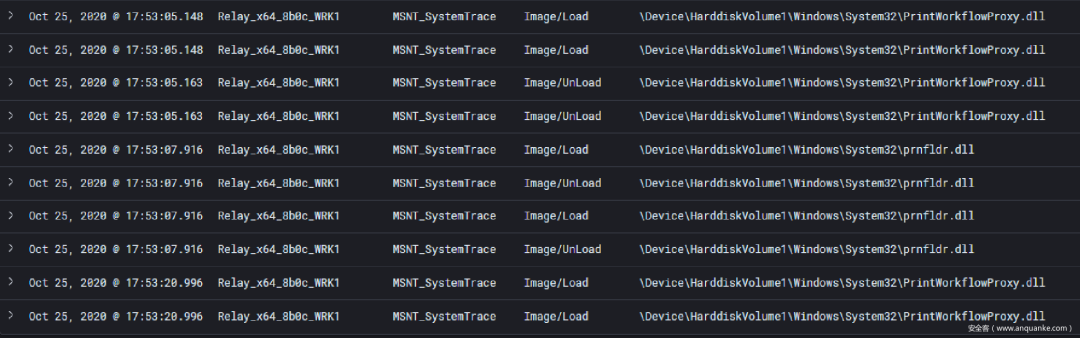 Oct 25, 2020 @ 17:53:05.148 Relay_x64_8b0c_WRK1 MSNT_SystemTrace Image/Load \Device\HarddiskVolume1\Windows\System32\PrintWorkflowProxy.dll
Oct 25, 2020 @ 17:53:05.148 Relay_x64_8b0c_WRK1 MSNT_SystemTrace Image/Load \Device\HarddiskVolume1\Windows\System32\PrintWorkflowProxy.dll
Oct 25, 2020 @ 17:53:05.163 Relay_x64_8b0c_WRK1 MSNT_SystemTrace Image/UnLoad \Device\HarddiskVolume1\Windows\System32\PrintWorkflowProxy.dll
Oct 25, 2020 @ 17:53:05.163 Relay_x64_8b0c_WRK1 MSNT_SystemTrace Image/UnLoad \Device\HarddiskVolume1\Windows\System32\PrintWorkflowProxy.dll
Oct 25, 2020 @ 17:53:07.916 Relay_x64_8b0c_WRK1 MSNT_SystemTrace Image/Load \Device\HarddiskVolume1\Windows\System32\prnfldr.dll
Oct 25, 2020 @ 17:53:07.916 Relay_x64_8b0c_WRK1 MSNT_SystemTrace Image/UnLoad \Device\HarddiskVolume1\Windows\System32\prnfldr.dll
Oct 25, 2020 @ 17:53:07.916 Relay_x64_8b0c_WRK1 MSNT_SystemTrace Image/Load \Device\HarddiskVolume1\Windows\System32\prnfldr.dll
Oct 25, 2020 @ 17:53:07.916 Relay_x64_8b0c_WRK1 MSNT_SystemTrace Image/UnLoad \Device\HarddiskVolume1\Windows\System32\prnfldr.dll
Oct 25, 2020 @ 17:53:20.996 Relay_x64_8b0c_WRK1 MSNT_SystemTrace Image/Load \Device\HarddiskVolume1\Windows\System32\PrintWorkflowProxy.dll
Oct 25, 2020 @ 17:53:20.996 Relay_x64_8b0c_WRK1 MSNT_SystemTrace Image/Load \Device\HarddiskVolume1\Windows\System32\PrintWorkflowProxy.dll
安全客（www.anquanke.com）